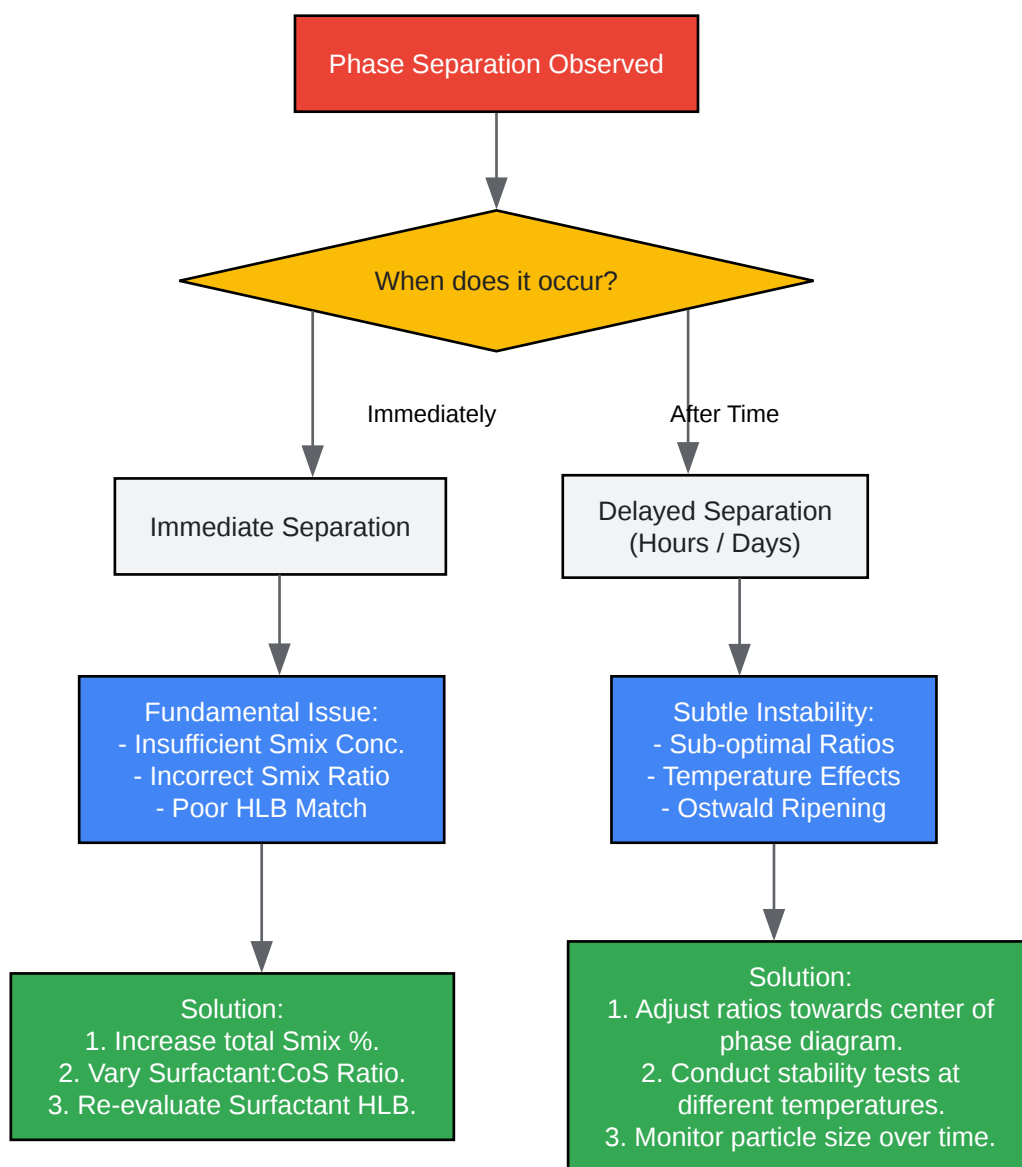 Phase Separation Observed
When does it occur?
Immediately
After Time
Immediate Separation
Delayed Separation
(Hours / Days)
Fundamental Issue:
- Insufficient Smix Conc.
- Incorrect Smix Ratio
- Poor HLB Match
Subtle Instability:
- Sub-optimal Ratios
- Temperature Effects
- Ostwald Ripening
Solution:
1. Increase total Smix %.
2. Vary Surfactant:CoS Ratio.
3. Re-evaluate Surfactant HLB.
Solution:
1. Adjust ratios towards center of
phase diagram.
2. Conduct stability tests at
different temperatures.
3. Monitor particle size over time.